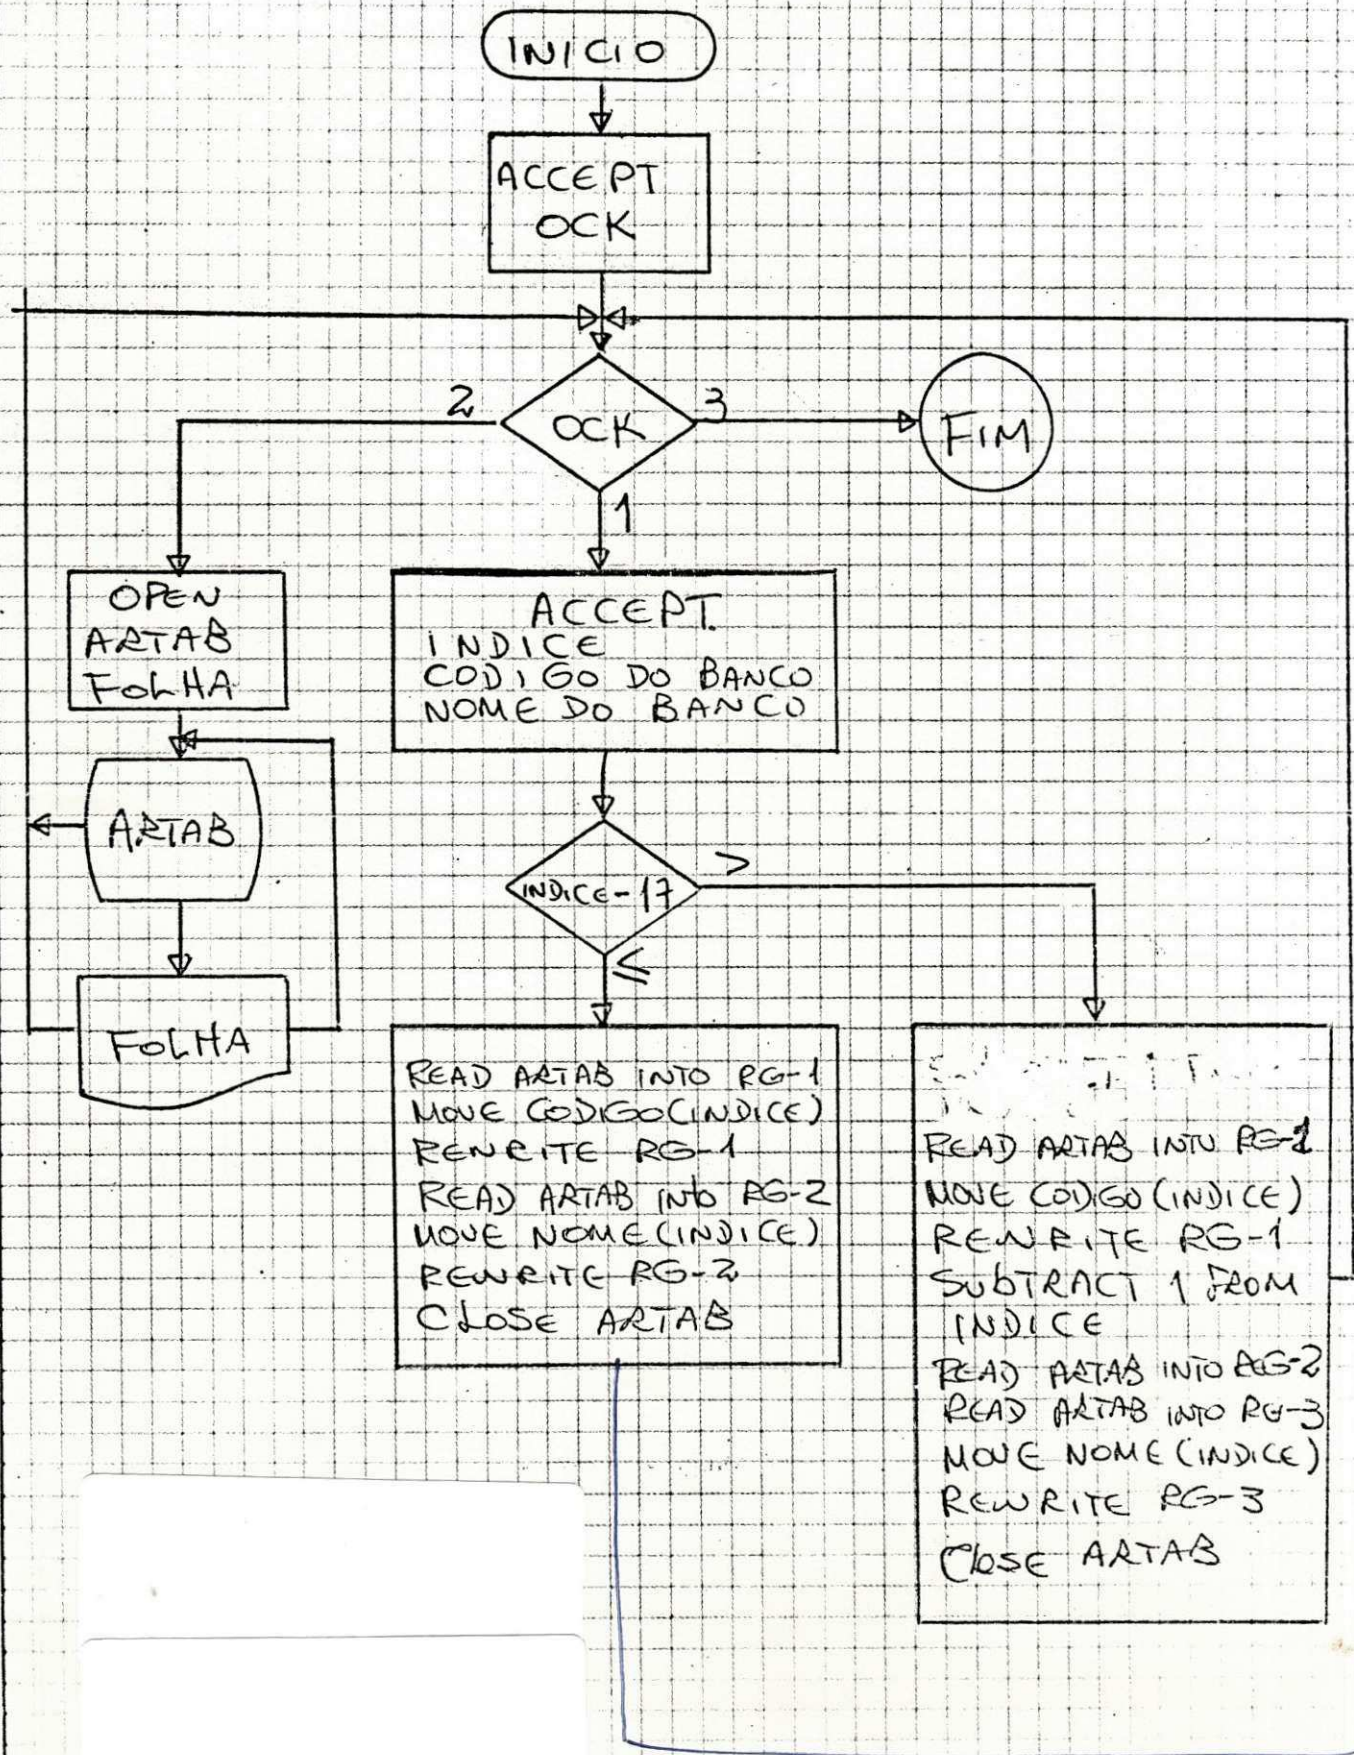 INICIO
ACCEPT
OCK
2
OCK
3
FIM
1
OPEN
ARTAB
FOLHA
ACCEPT.
INDICE
CODIGO DO BANCO
NOME DO BANCO
ARTAB
INDICE-17
>
≤
FOLHA
READ ARTAB INTO RG-1
MOVE CODIGO(INDICE)
REWRITE RG-1
READ ARTAB INTO RG-2
MOVE NOME(INDICE)
REWRITE RG-2
CLOSE ARTAB
READ ARTAB INTO RG-1
MOVE CODIGO(INDICE)
REWRITE RG-1
SUBTRACT 1 FROM
INDICE
READ ARTAB INTO RG-2
READ ARTAB INTO RG-3
MOVE NOME(INDICE)
REWRITE RG-3
CLOSE ARTAB